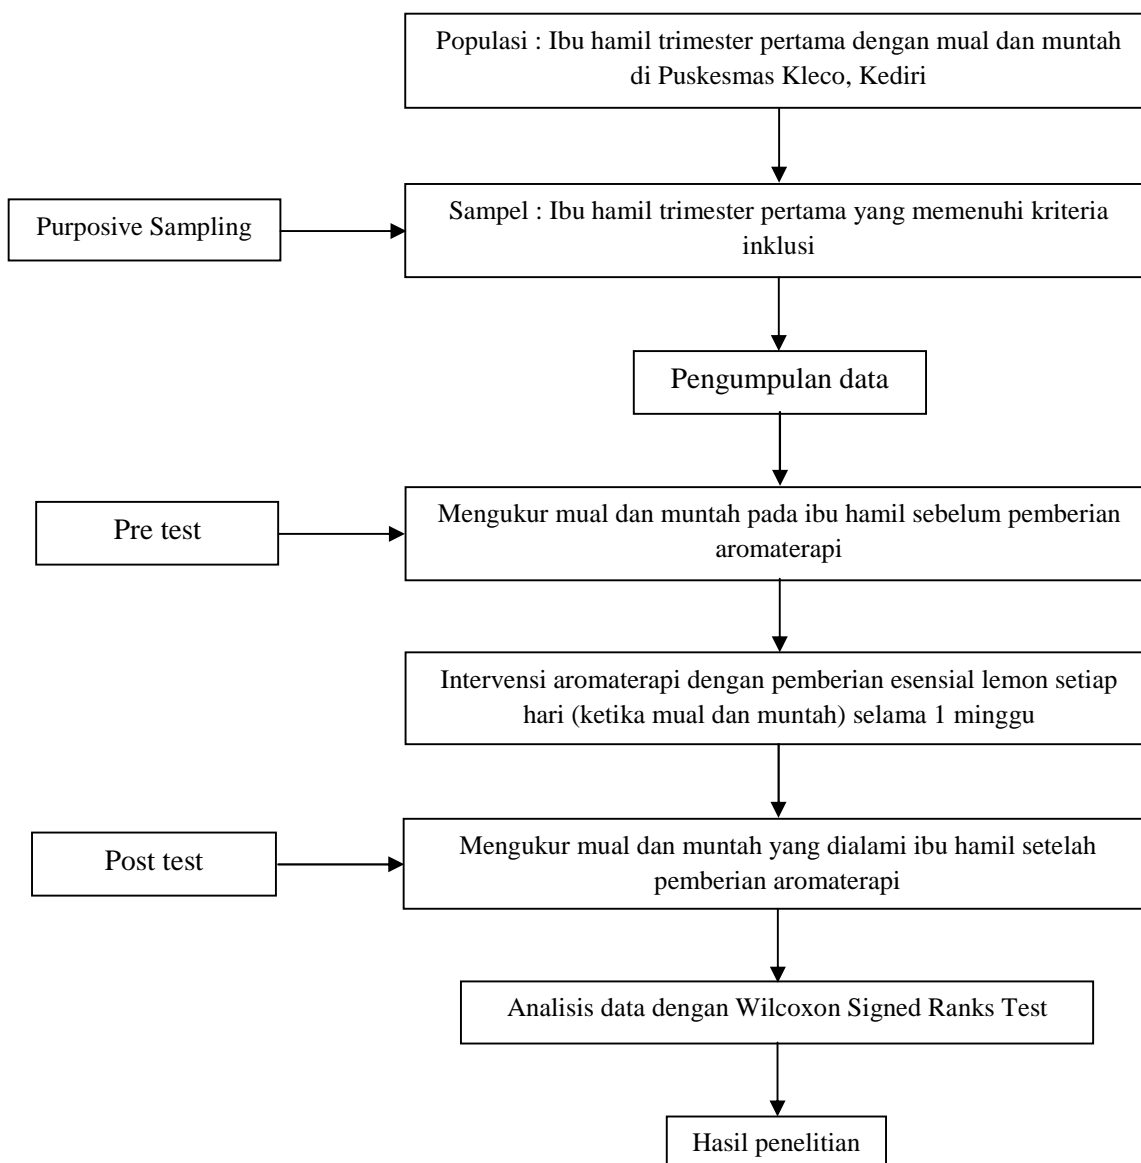 Populasi : Ibu hamil trimester pertama dengan mual dan muntah
di Puskesmas Kleco, Kediri
Purposive Sampling
Sampel : Ibu hamil trimester pertama yang memenuhi kriteria
inklusi
Pengumpulan data
Pre test
Mengukur mual dan muntah pada ibu hamil sebelum pemberian
aromaterapi
Intervensi aromaterapi dengan pemberian esensial lemon setiap
hari (ketika mual dan muntah) selama 1 minggu
Post test
Mengukur mual dan muntah yang dialami ibu hamil setelah
pemberian aromaterapi
Analisis data dengan Wilcoxon Signed Ranks Test
Hasil penelitian